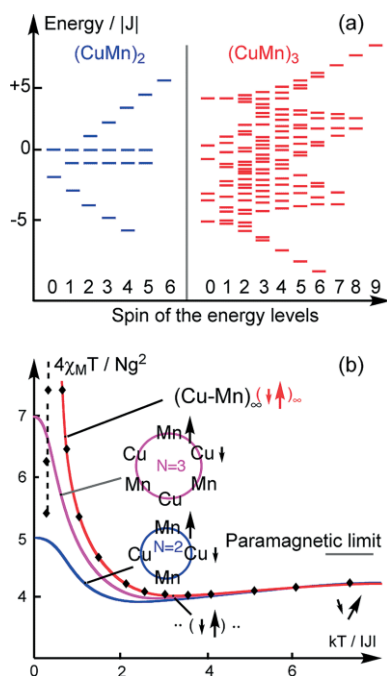 Energy / |J|
(a)
(CuMn)2
(CuMn)3
+5
0
-5
0 1 2 3 4 5 6
0 1 2 3 4 5 6 7 8 9
Spin of the energy levels
4χMT / Ng²
(b)
7
6
5
4
(Cu-Mn)∞(↓↑)∞
Mn
Cu
Cu
N=3
Mn
Mn
Cu
Mn
Cu
N=2
Cu
Mn
Paramagnetic limit
·· (↓↑) ··
kT / |J|
0
2
4
6